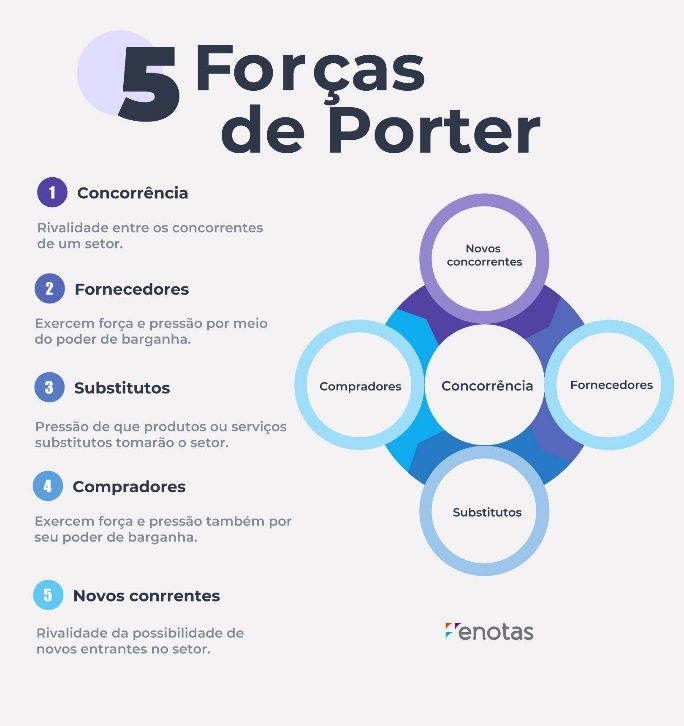 5 Forças
de Porter
1 Concorrência
Rivalidade entre os concorrentes
de um setor.
2 Fornecedores
Exercem força e pressão por meio
do poder de barganha.
3 Substitutos
Pressão de que produtos ou serviços
substitutos tomarão o setor.
4 Compradores
Exercem força e pressão também por
seu poder de barganha.
5 Novos conrrentes
Rivalidade da possibilidade de
novos entrantes no setor.
Novos
concorrentes
Compradores
Concorrência
Fornecedores
Substitutos
enotas